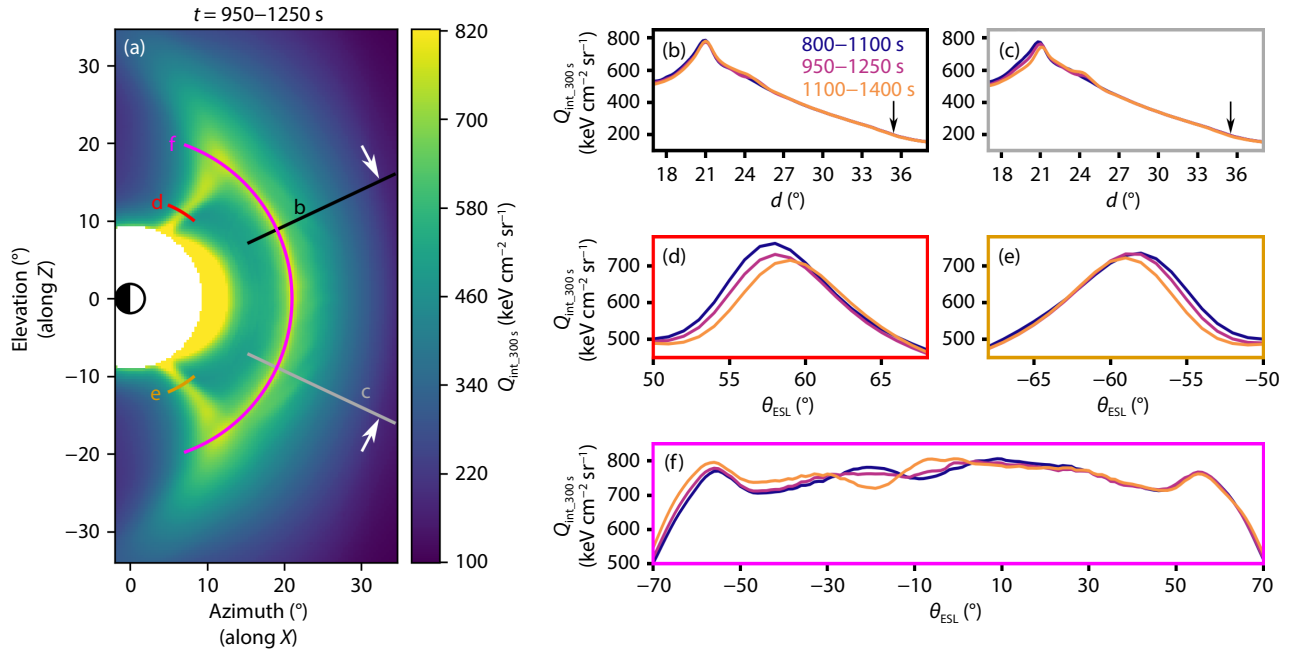 t = 950−1250 s
(a)
30
20
10
0
−10
−20
−30
Elevation (°)
(along Z)
0
10
20
30
Azimuth (°)
(along X)
f
d
b
e
c
820
700
580
460
340
220
100
Q_int_300 s (keV cm⁻² sr⁻¹)
(b)
800−1100 s
950−1250 s
1100−1400 s
800
600
400
200
Q_int_300 s
(keV cm⁻² sr⁻¹)
18 21 24 27 30 33 36
d (°)
(c)
800
600
400
200
18 21 24 27 30 33 36
d (°)
(d)
700
600
500
Q_int_300 s
(keV cm⁻² sr⁻¹)
50 55 60 65
θ_ESL (°)
(e)
700
600
500
−65 −60 −55 −50
θ_ESL (°)
(f)
800
700
600
500
Q_int_300 s
(keV cm⁻² sr⁻¹)
−70 −50 −30 −10 10 30 50 70
θ_ESL (°)